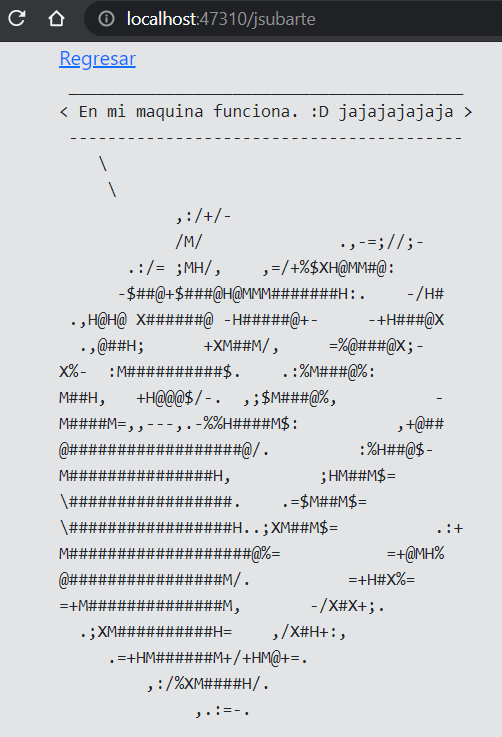 localhost:47310/jsubarte
Regresar
 _________________________________________
< En mi maquina funciona. :D jajajajajaja >
 -----------------------------------------
    \
     \
            ,:/+/-
            /M/              .,-=;//;-
       .:/= ;MH/,    ,=/+%$XH@MM#@:
      -$##@+$###@H@MMM#######H:.    -/H#
 .,H@H@ X######@ -H#####@+-     -+H###@X
  .,@##H;      +XM##M/,     =%@###@X;-
X%-  :M##########$.    .:%M###@%:
M##H,   +H@@@$/-.  ,;$M###@%,          -
M####M=,,---,.-%%H####M$:          ,+@##
@##################@/.         :%H##@$-
M###############H,         ;HM##M$=
\#################.    .=$M##M$=
\################H..;XM##M$=          .:+
M###################@%=           =+@MH%
@################M/.          =+H#X%=
=+M##############M,       -/X#X+;.
  .;XM##########H=    ,/X#H+:,
     .=+HM######M+/+HM@+=.
         ,:/%XM####H/.
              ,.:=-.